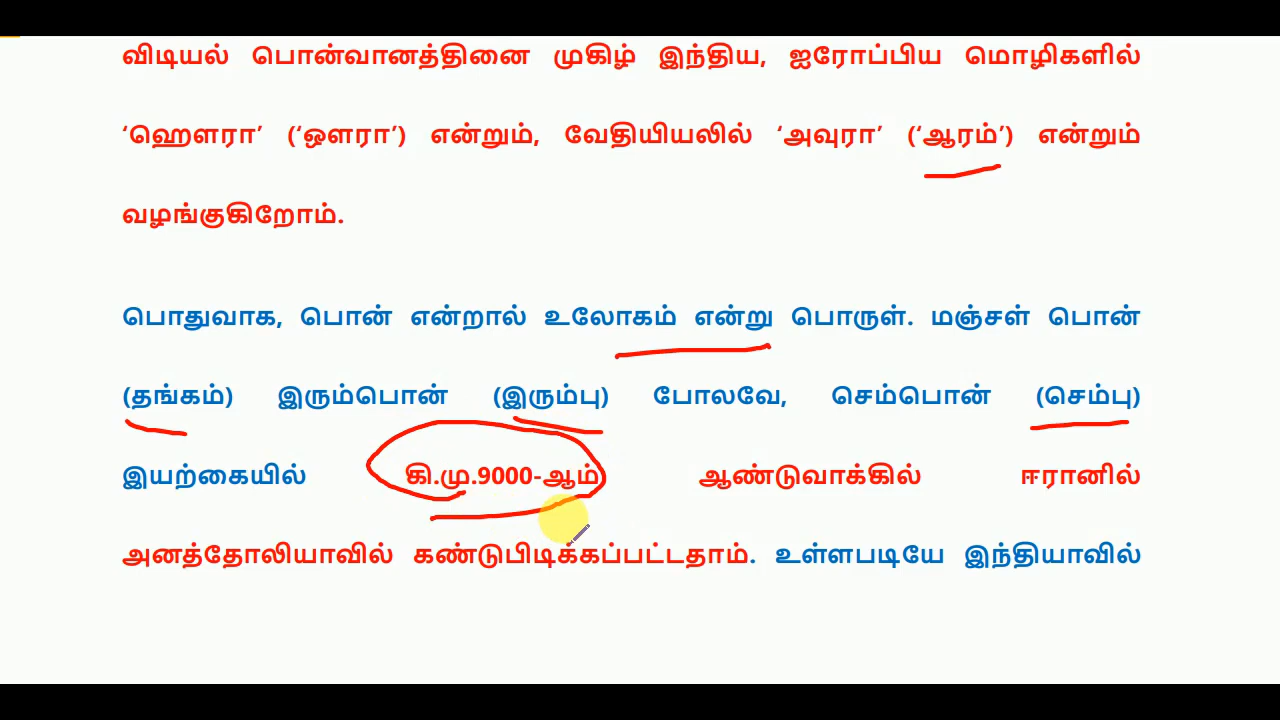 விடியல் பொன்வானத்தினை முகிழ் இந்திய, ஐரோப்பிய மொழிகளில்
‘ஹௌரா’ (‘ஔரா’) என்றும், வேதியியலில் ‘அவுரா’ (‘ஆரம்’) என்றும்
வழங்குகிறோம்.
பொதுவாக, பொன் என்றால் உலோகம் என்று பொருள். மஞ்சள் பொன்
(தங்கம்) இரும்பொன் (இரும்பு) போலவே, செம்பொன் (செம்பு)
இயற்கையில் கி.மு.9000-ஆம் ஆண்டுவாக்கில் ஈரானில்
அனத்தோலியாவில் கண்டுபிடிக்கப்பட்டதாம். உள்ளபடியே இந்தியாவில்